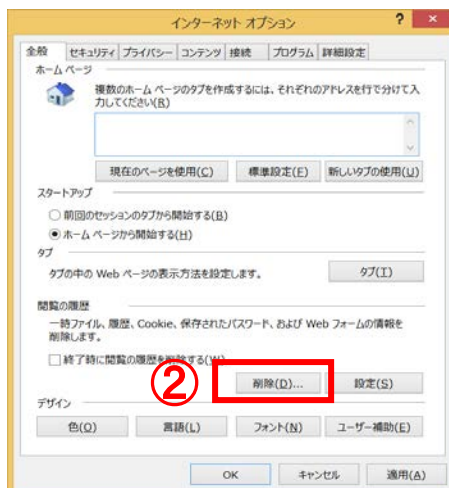 インターネット オプション
? ×
全般 セキュリティ プライバシー コンテンツ 接続 プログラム 詳細設定
ホーム ページ
複数のホーム ページのタブを作成するには、それぞれのアドレスを行で分けて入
力してください(R)
現在のページを使用(C) 標準設定(F) 新しいタブの使用(U)
スタートアップ
前回のセッションのタブから開始する(B)
ホーム ページから開始する(H)
タブ
タブの中の Web ページの表示方法を設定します。 タブ(T)
閲覧の履歴
一時ファイル、履歴、Cookie、保存されたパスワード、および Web フォームの情報を
削除します。
終了時に閲覧の履歴を削除する(W)
② 削除(D)... 設定(S)
デザイン
色(O) 言語(L) フォント(N) ユーザー補助(E)
OK キャンセル 適用(A)